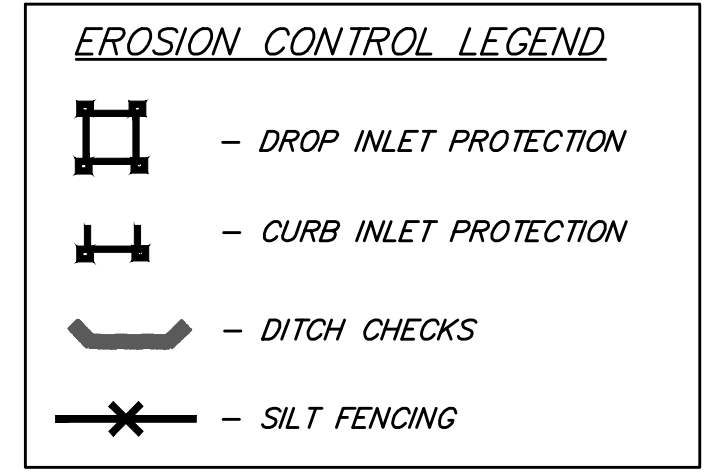 EROSION CONTROL LEGEND
- DROP INLET PROTECTION
- CURB INLET PROTECTION
- DITCH CHECKS
- SILT FENCING